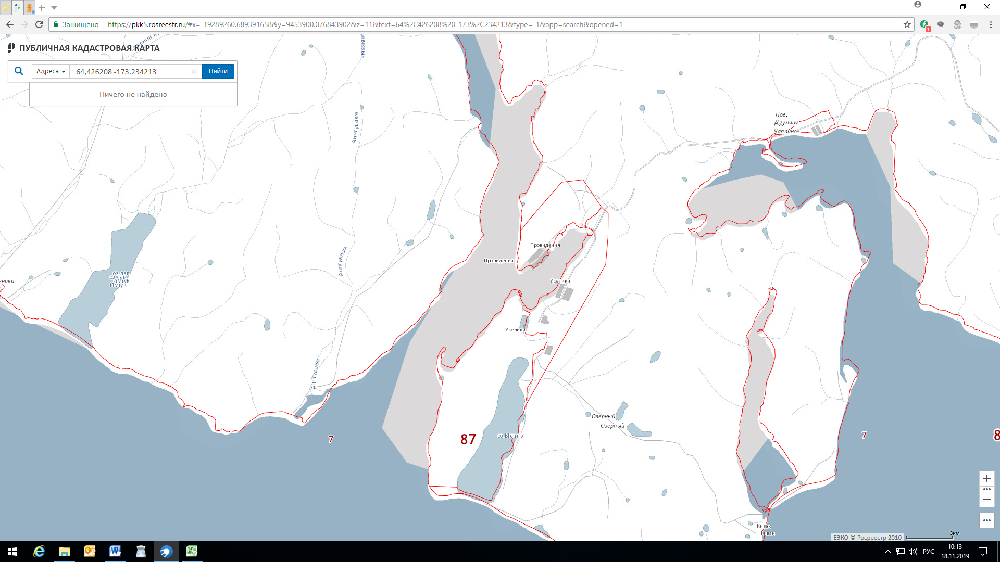 Защищено
https://pkk5.rosreestr.ru/#x=-19289260.689391658&y=9453900.076843902&z=11&text=64%2C426208%20-173%2C234213&type=-1&app=search&opened=1
1
ПУБЛИЧНАЯ КАДАСТРОВАЯ КАРТА
Адреса
64,426208 -173,234213
Найти
Ничего не найдено
Аннгуваам
Нов.
Чаплино
Нов.
Чаплино
Провидения
Провидения
Аннгуваам
оз.лаг.
оз.лаг.
Имтук
Имтук
Урелики
Урелики
Аннгуваам
Озерный
Озерный
оз.Ыстигэт
87
7
7
8
Кивак
Кивак
ЕЭКО © Росреестр 2010
3км
РУС
10:13
18.11.2019